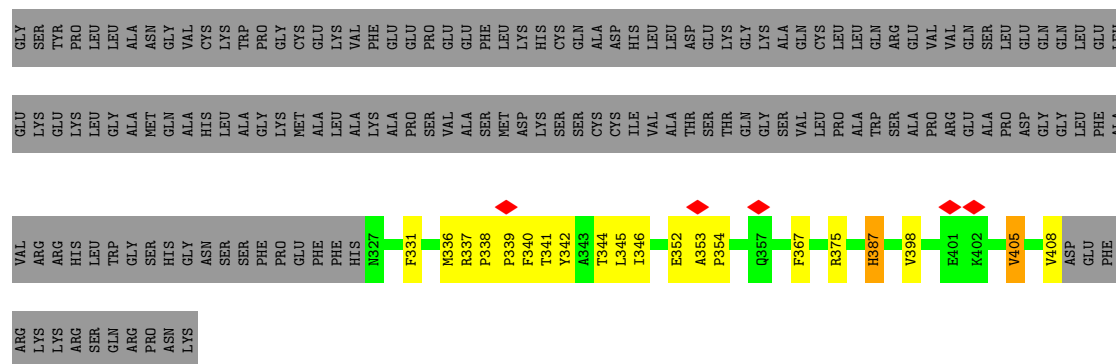 GLY SER TYR PRO LEU LEU ALA ASN GLY VAL CYS LYS TRP PRO GLY CYS GLU LYS VAL PHE GLU GLU PRO GLU GLU PHE LEU LYS HIS CYS GLN ALA ASP HIS LEU LEU ASP GLU LYS GLY LYS ALA GLN CYS LEU LEU GLN ARG GLU VAL VAL GLN SER LEU GLU GLN GLN LEU GLU LEU
GLU LYS GLU LYS LEU GLY ALA MET GLN ALA HIS LEU ALA GLY LYS MET ALA LEU ALA LYS ALA PRO SER VAL ALA SER MET ASP LYS SER SER CYS CYS ILE VAL ALA THR SER THR GLN GLY SER VAL LEU PRO ALA TRP SER ALA PRO ARG GLU ALA PRO ASP GLY GLY LEU PHE ALA
VAL ARG ARG HIS LEU TRP GLY SER HIS GLY ASN SER SER PHE PRO GLU PHE PHE HIS N327 F331 M336 R337 P338 P339 F340 T341 Y342 A343 T344 L345 I346 E352 A353 P354 Q357 F367 R375 H387 V398 E401 K402 V405 V408 ASP GLU PHE
ARG LYS LYS ARG SER GLN ARG PRO ASN LYS